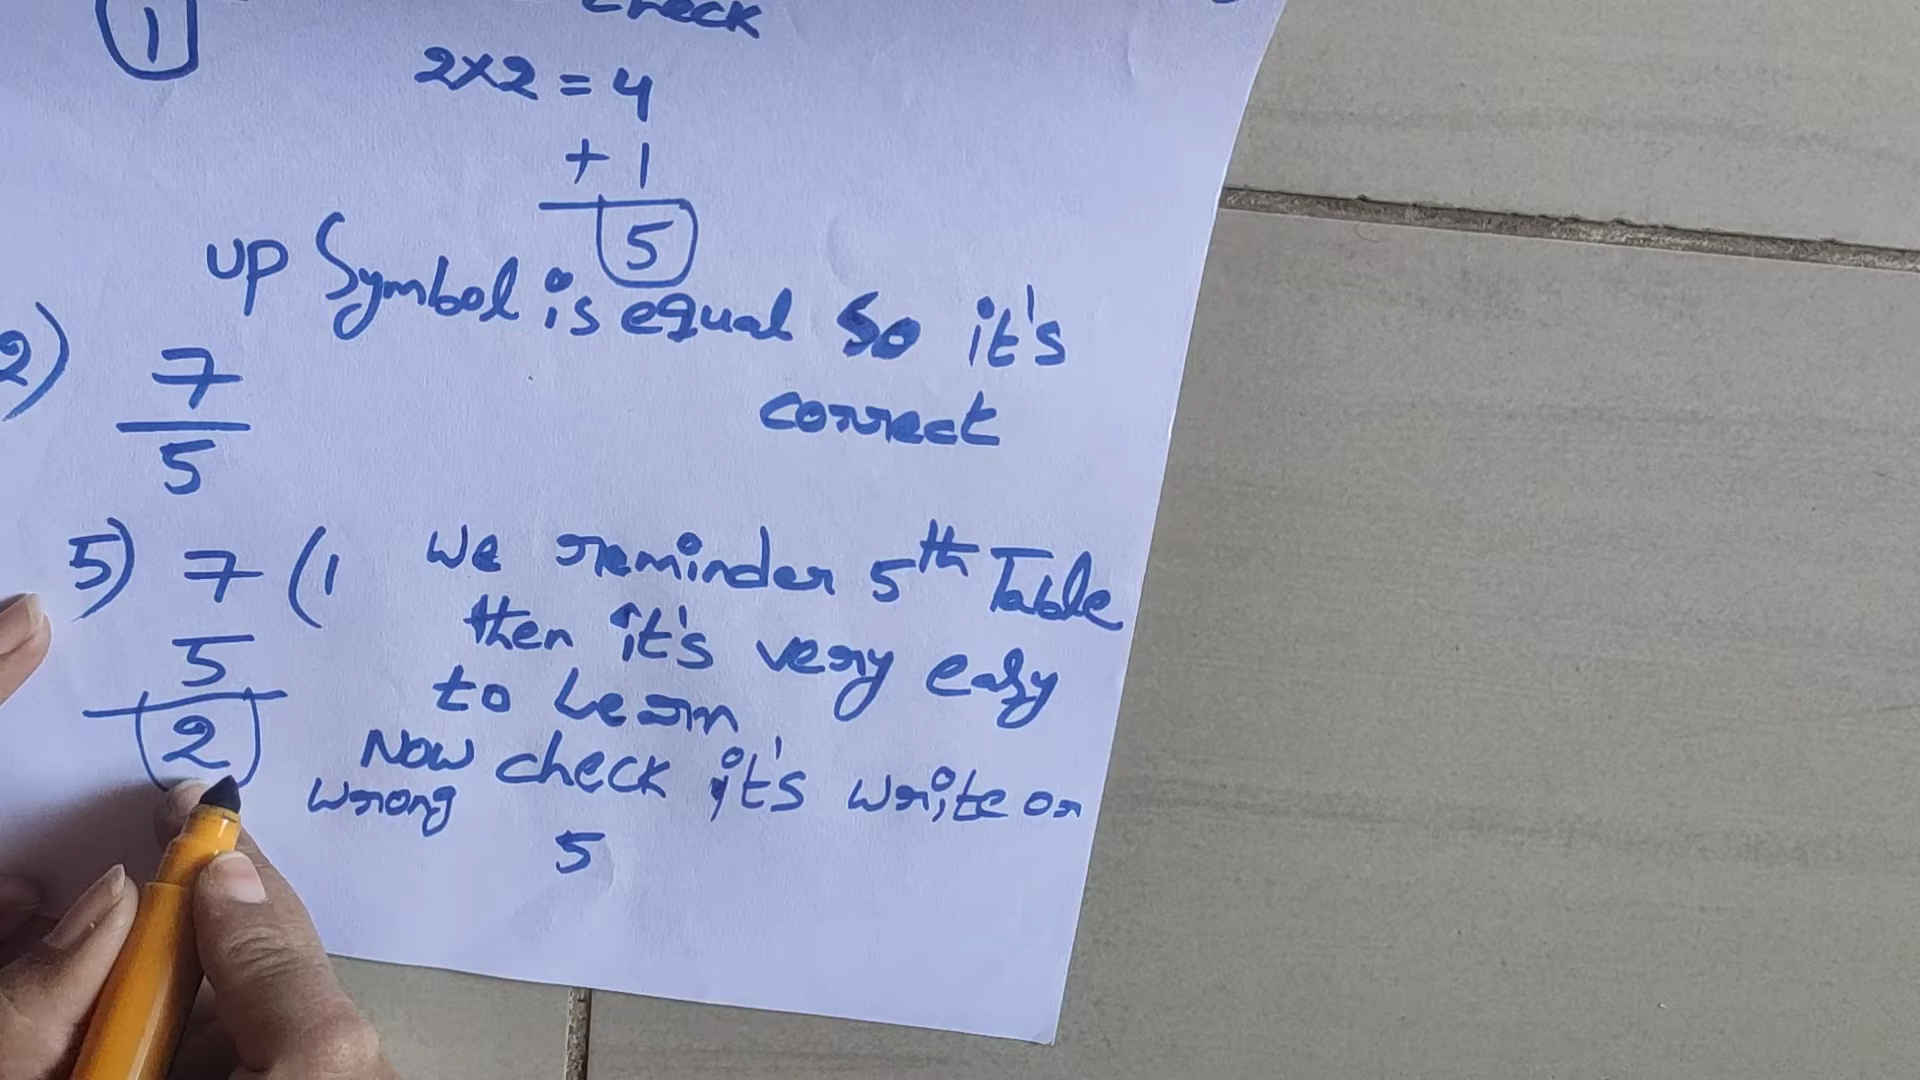 1 check
2x2 = 4
+ 1
5
up Symbol is equal So it's
correct
2) 7
5
5) 7 (1
5
2
We reminder 5th Table
then it's very easy
to Learn
Now check it's write or
wrong
5